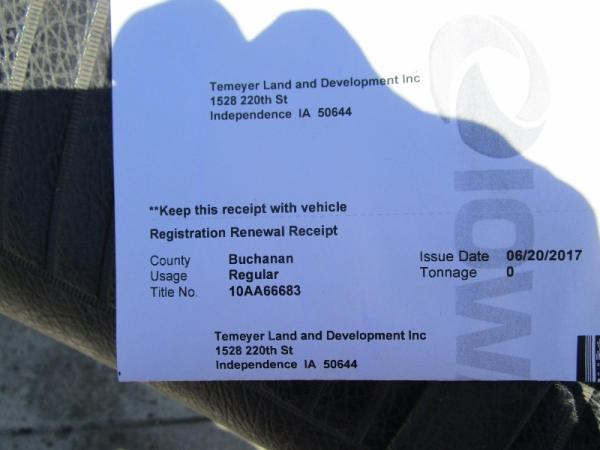 Temeyer Land and Development Inc
1528 220th St
Independence IA 50644
**Keep this receipt with vehicle
Registration Renewal Receipt
County Buchanan Issue Date 06/20/2017
Usage Regular Tonnage 0
Title No. 10AA66683
Temeyer Land and Development Inc
1528 220th St
Independence IA 50644
IOWA